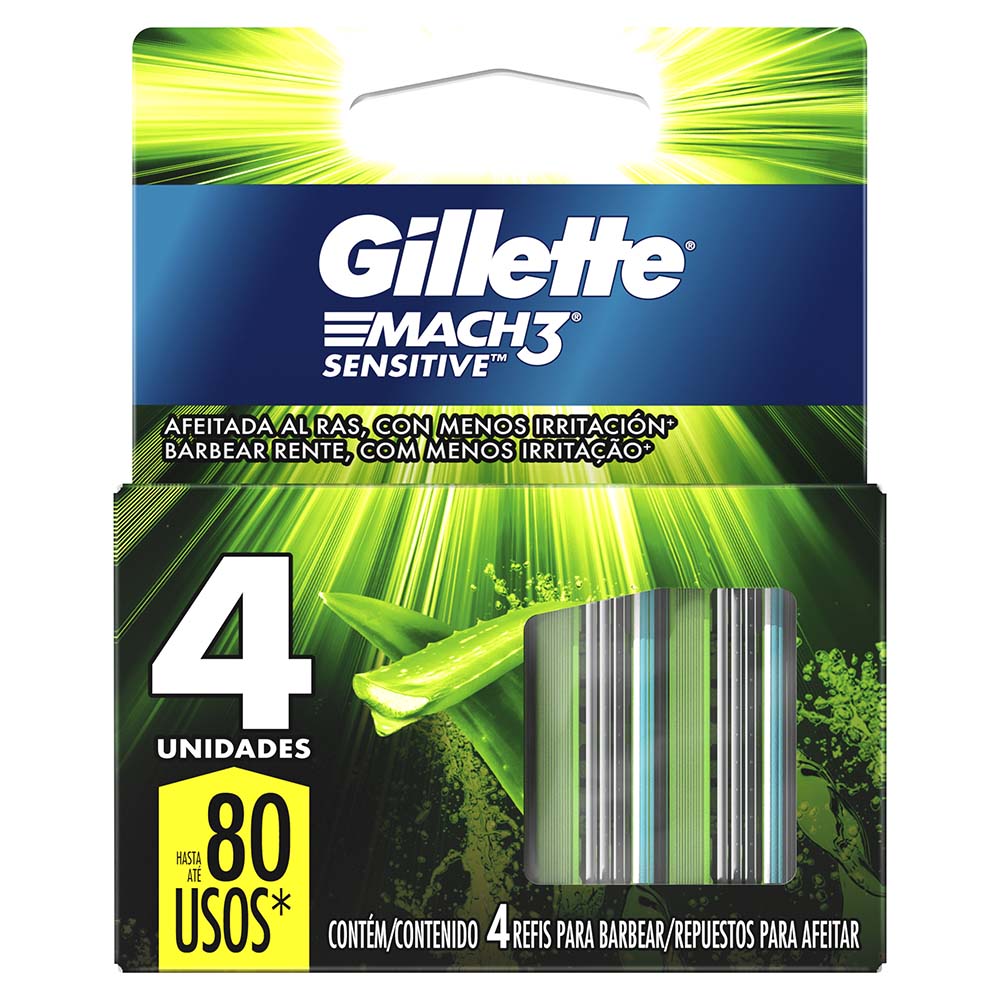 Gillette®
MACH3®
SENSITIVE™
AFEITADA AL RAS, CON MENOS IRRITACIÓN+
BARBEAR RENTE, COM MENOS IRRITAÇÃO+
4
UNIDADES
HASTA
ATÉ
80
USOS*
CONTÉM/CONTENIDO 4 REFIS PARA BARBEAR/REPUESTOS PARA AFEITAR